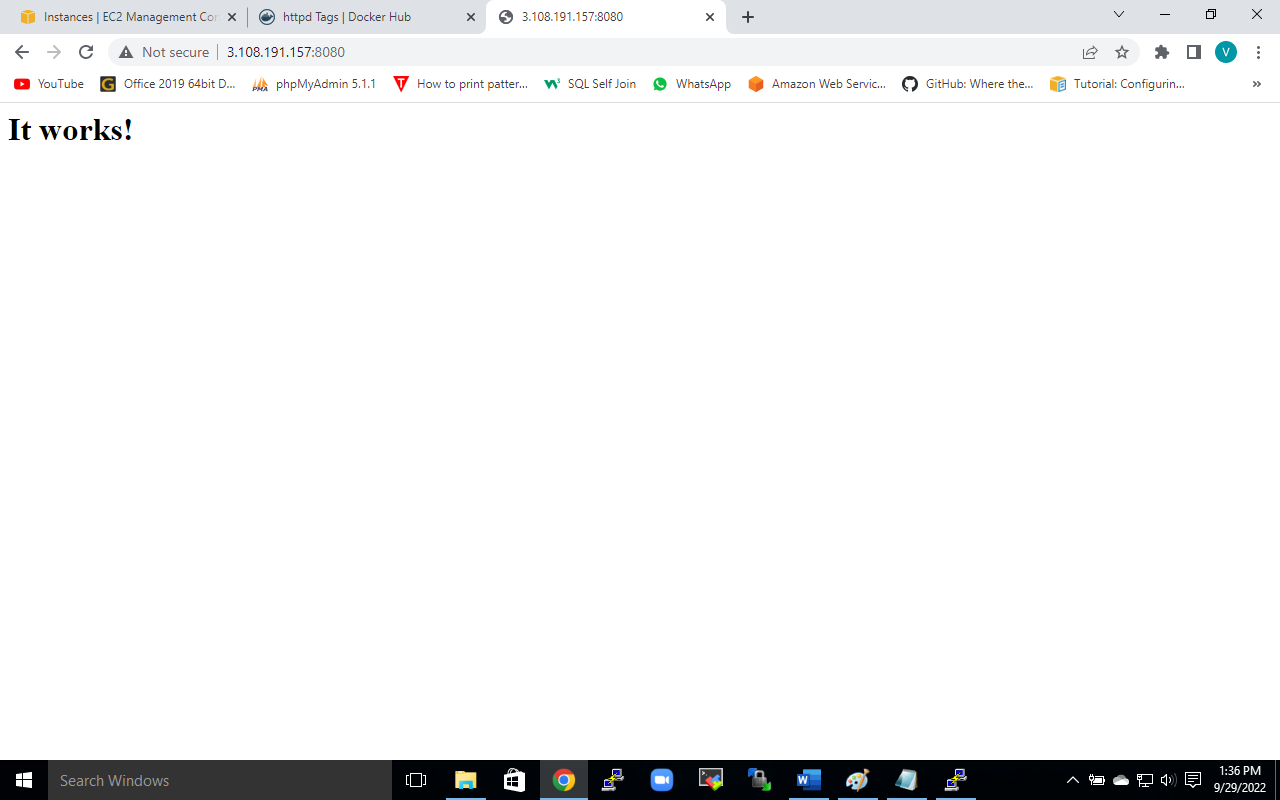 Instances | EC2 Management Con
httpd Tags | Docker Hub
3.108.191.157:8080
Not secure
3.108.191.157:8080
V
YouTube
G Office 2019 64bit D...
PMA phpMyAdmin 5.1.1
How to print patter...
SQL Self Join
WhatsApp
Amazon Web Servic...
GitHub: Where the...
Tutorial: Configurin...
»
It works!
Search Windows
1:36 PM
9/29/2022